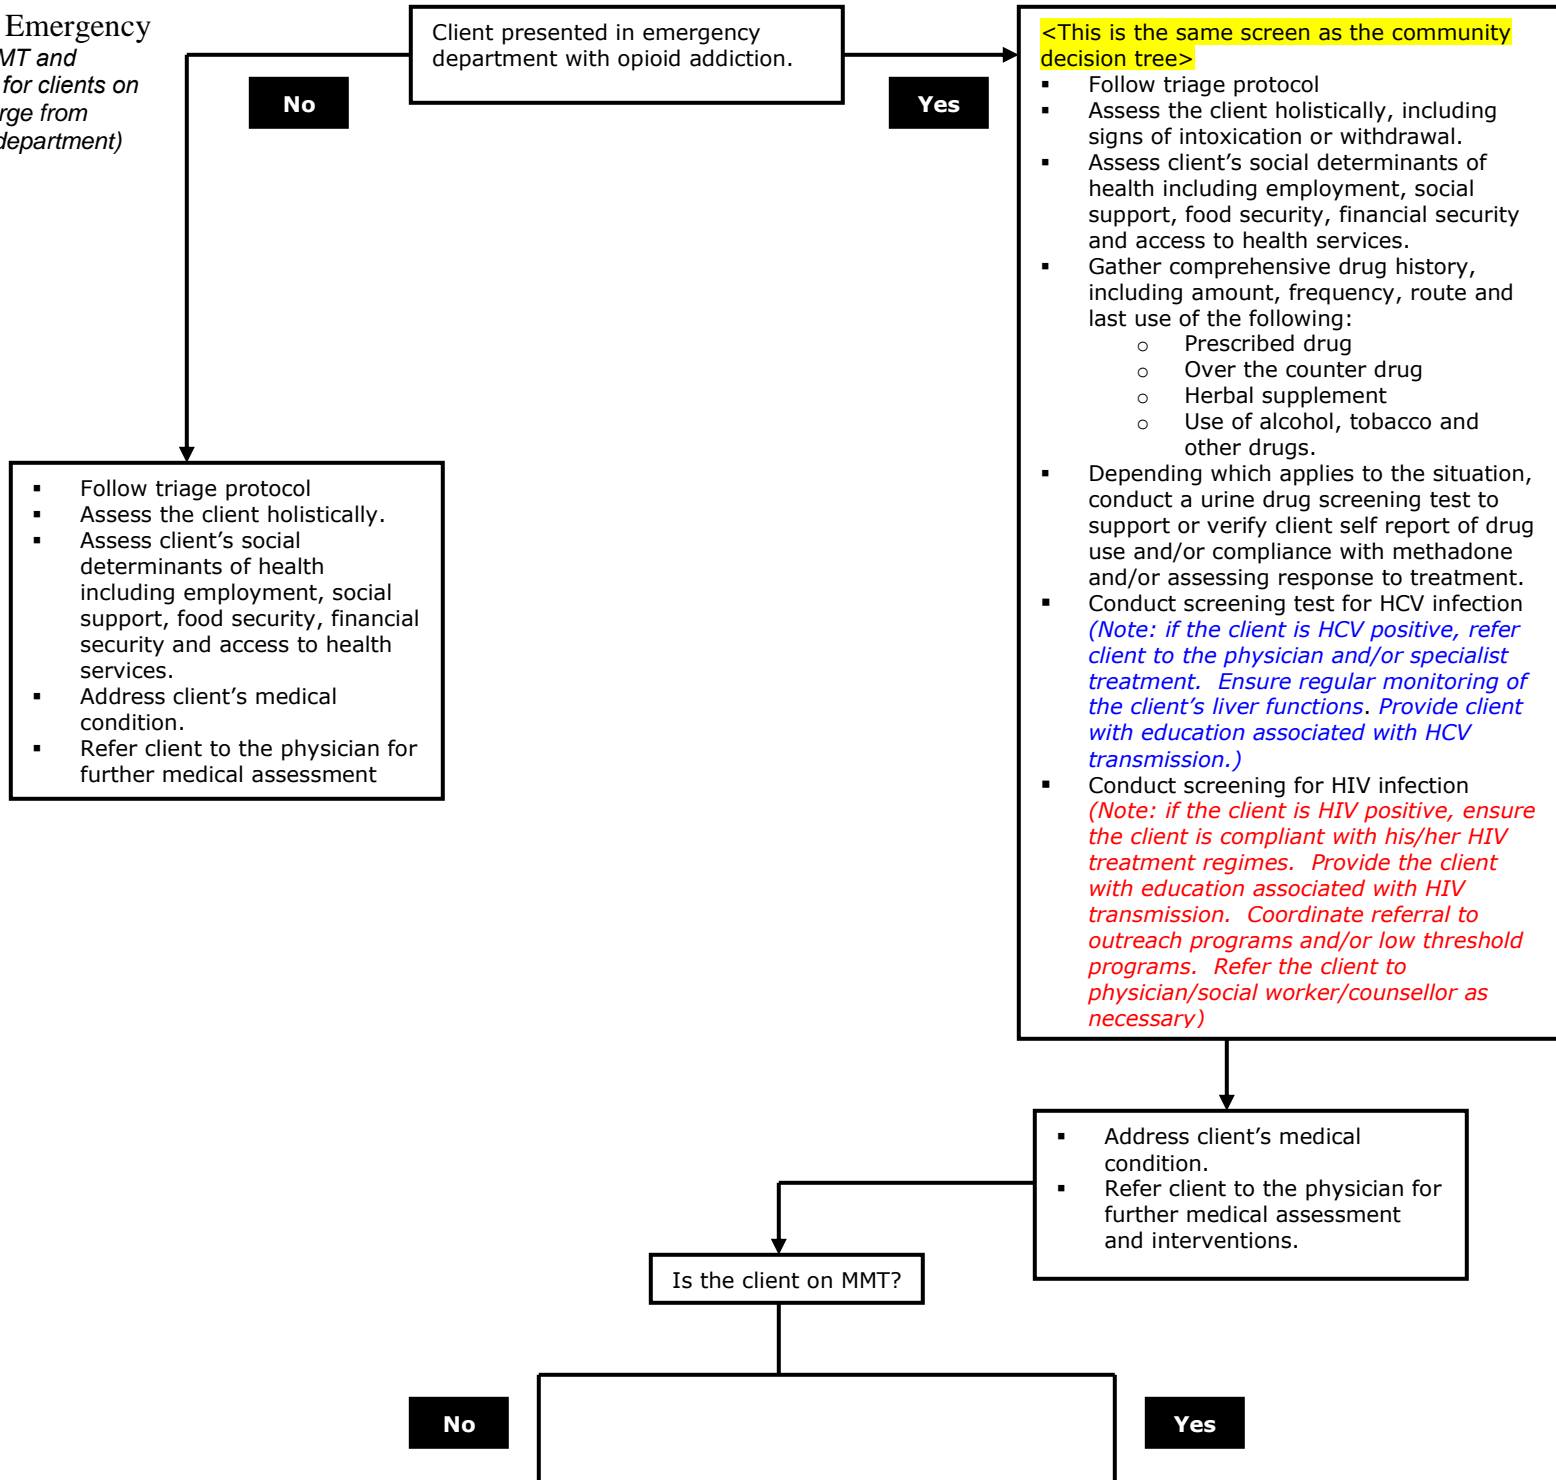 Emergency
MT and
for clients on
rge from
department)
Client presented in emergency
department with opioid addiction.
No
Yes
<This is the same screen as the community
decision tree>
▪ Follow triage protocol
▪ Assess the client holistically, including
signs of intoxication or withdrawal.
▪ Assess client’s social determinants of
health including employment, social
support, food security, financial security
and access to health services.
▪ Gather comprehensive drug history,
including amount, frequency, route and
last use of the following:
o Prescribed drug
o Over the counter drug
o Herbal supplement
o Use of alcohol, tobacco and
other drugs.
▪ Depending which applies to the situation,
conduct a urine drug screening test to
support or verify client self report of drug
use and/or compliance with methadone
and/or assessing response to treatment.
▪ Conduct screening test for HCV infection
(Note: if the client is HCV positive, refer
client to the physician and/or specialist
treatment. Ensure regular monitoring of
the client’s liver functions. Provide client
with education associated with HCV
transmission.)
▪ Conduct screening for HIV infection
(Note: if the client is HIV positive, ensure
the client is compliant with his/her HIV
treatment regimes. Provide the client
with education associated with HIV
transmission. Coordinate referral to
outreach programs and/or low threshold
programs. Refer the client to
physician/social worker/counsellor as
necessary)
▪ Follow triage protocol
▪ Assess the client holistically.
▪ Assess client’s social
determinants of health
including employment, social
support, food security, financial
security and access to health
services.
▪ Address client’s medical
condition.
▪ Refer client to the physician for
further medical assessment
▪ Address client’s medical
condition.
▪ Refer client to the physician for
further medical assessment
and interventions.
Is the client on MMT?
No
Yes